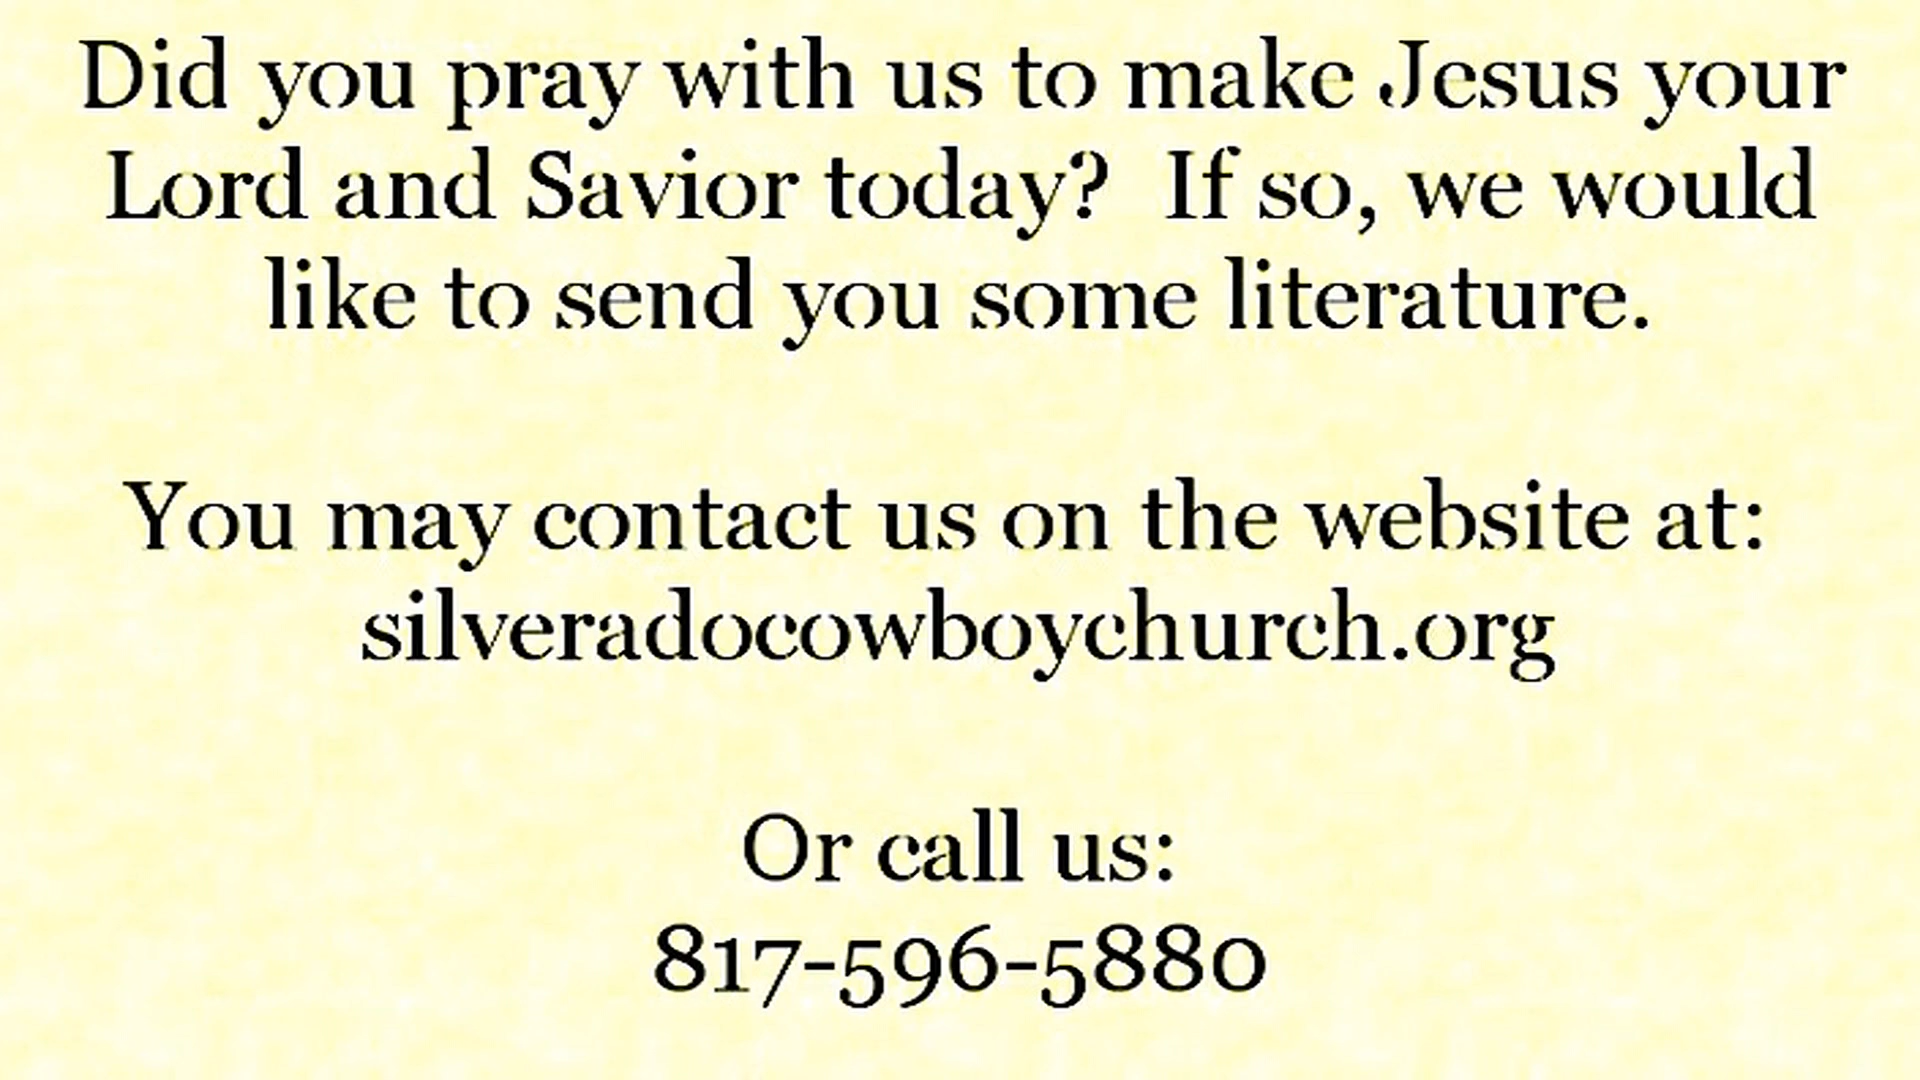 Did you pray with us to make Jesus your
Lord and Savior today?  If so, we would
like to send you some literature.
You may contact us on the website at:
silveradocowboychurch.org
Or call us:
817-596-5880